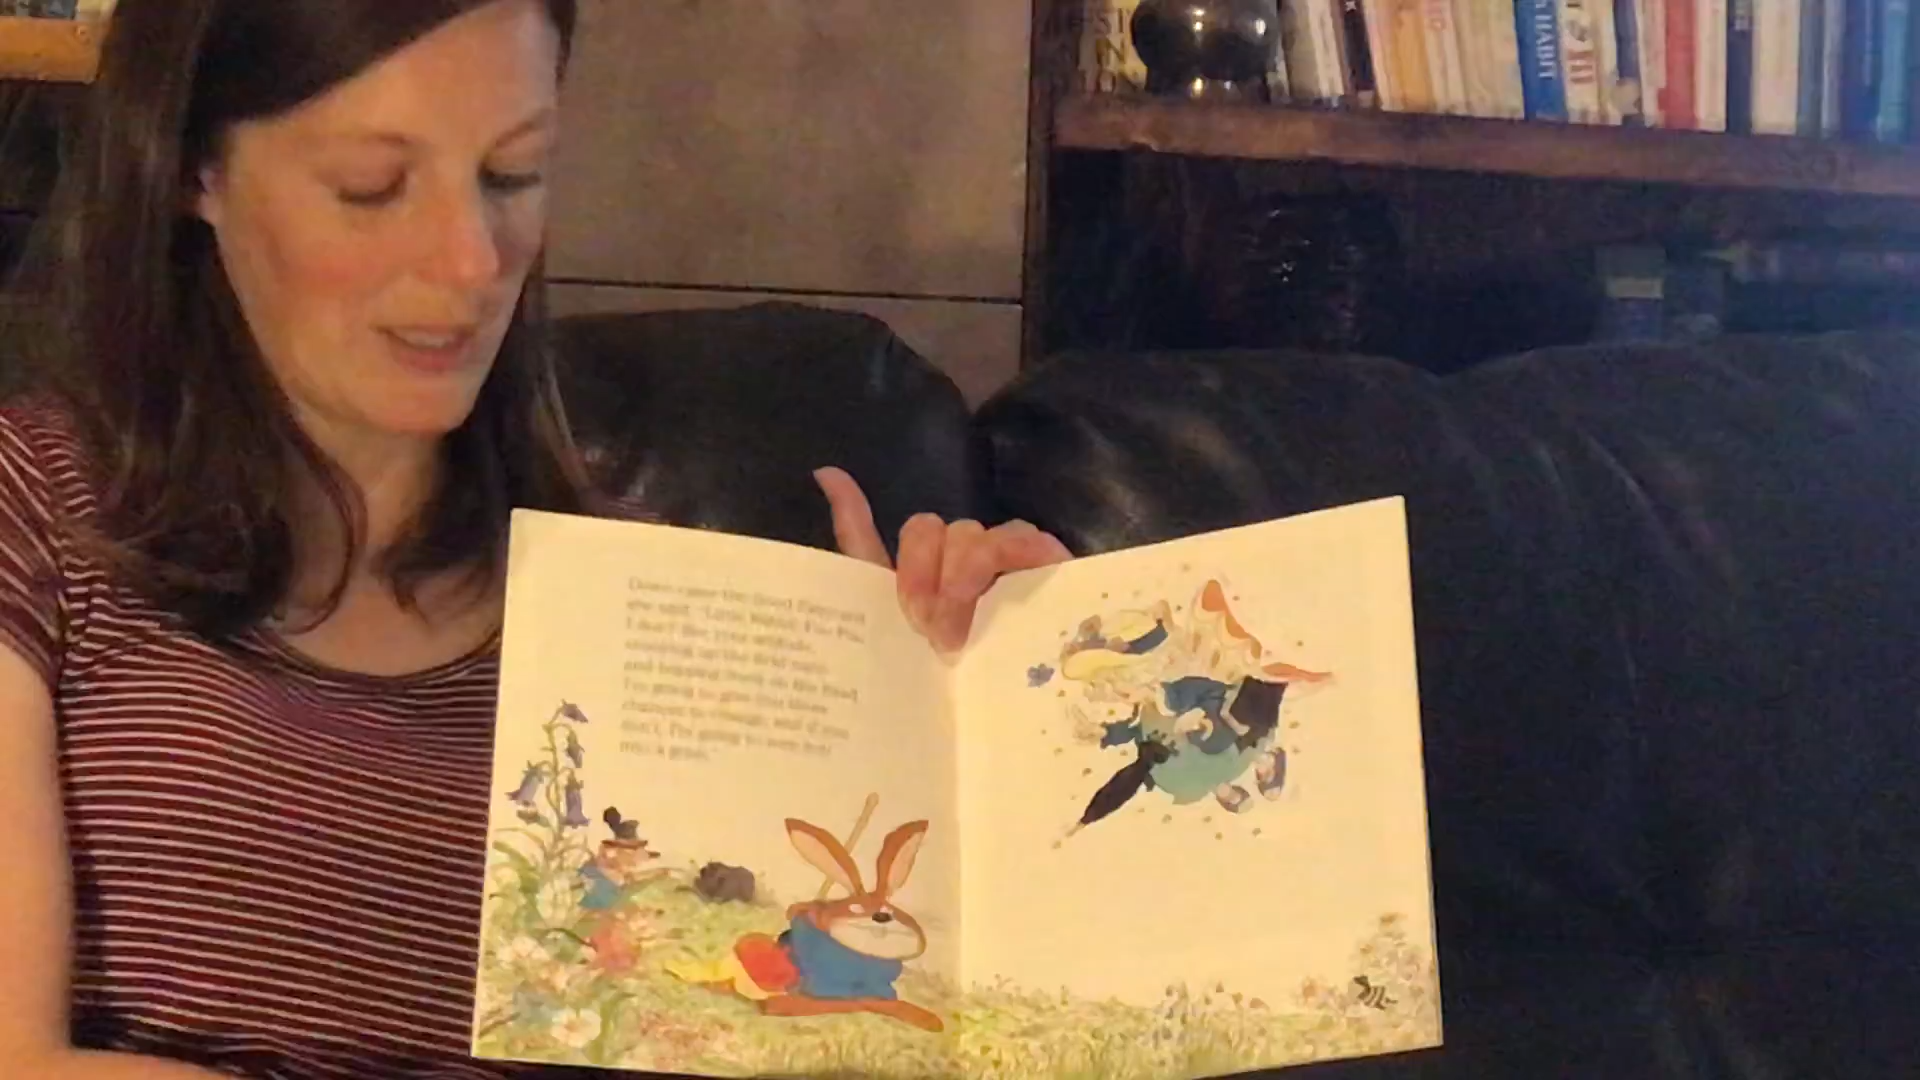 HABIT
IN
Down came the Good Fairy and
she said, "Little Rabbit Foo Foo,
I don't like your attitude,
scooping up the field mice
and bopping them on the head.
I'm going to give you three
chances to change, and if you
don't, I'm going to turn you
into a goon."